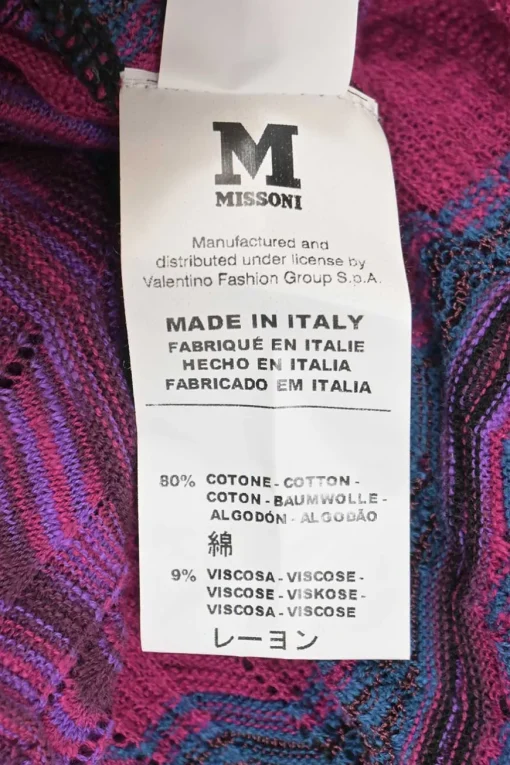 M
MISSONI
Manufactured and
distributed under license by
Valentino Fashion Group S.p.A.
MADE IN ITALY
FABRIQUÉ EN ITALIE
HECHO EN ITALIA
FABRICADO EM ITALIA
80% COTONE - COTTON -
COTON - BAUMWOLLE -
ALGODÓN - ALGODÃO
綿
9% VISCOSA - VISCOSE -
VISCOSE - VISKOSE -
VISCOSA - VISCOSE
レーヨン